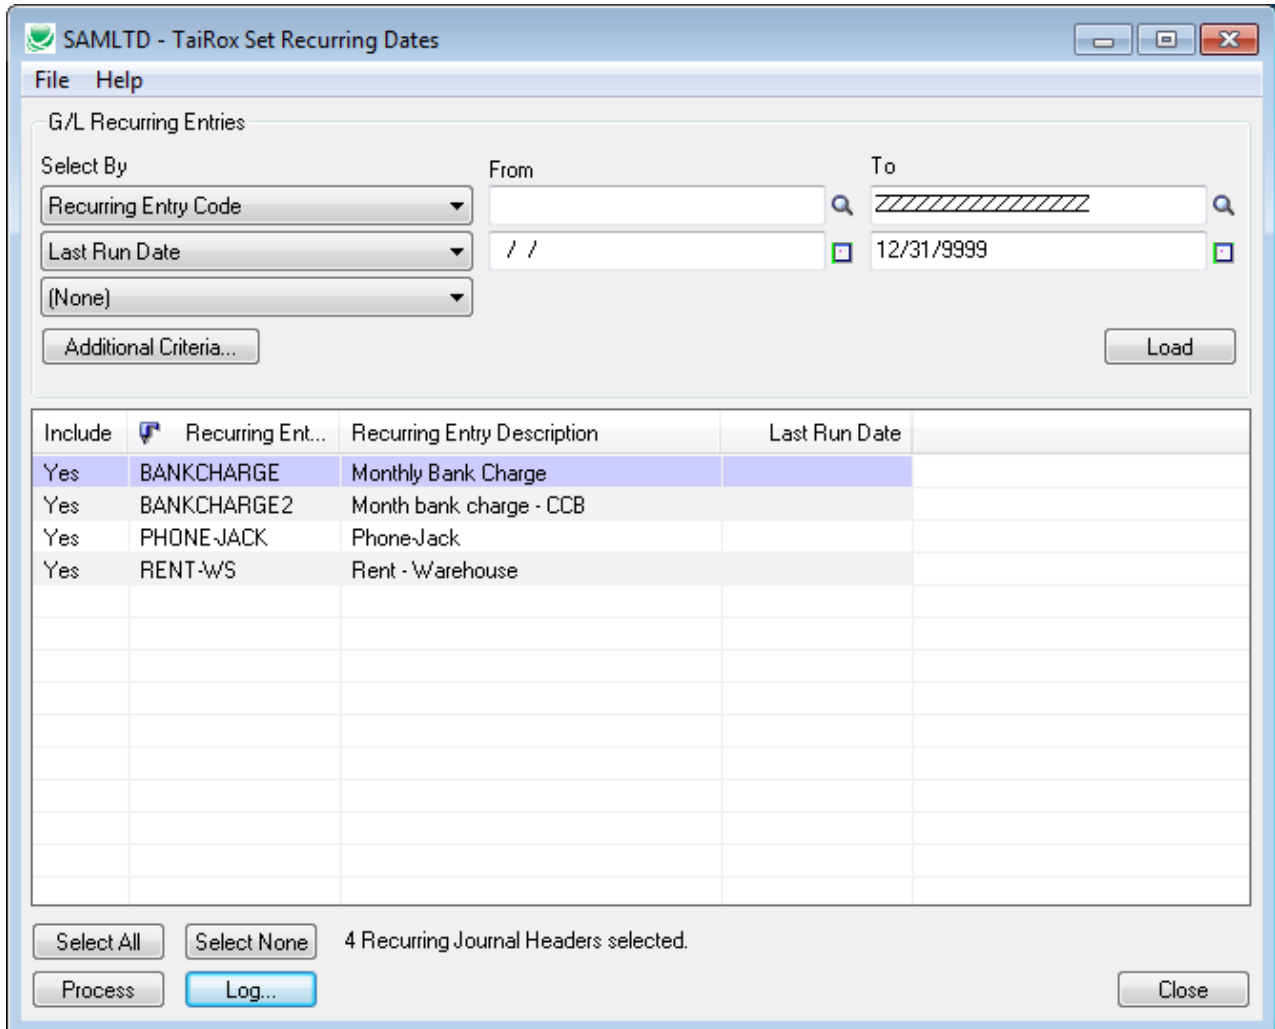 SAMLTD - TaiRox Set Recurring Dates
File Help
G/L Recurring Entries
Select By From To
Recurring Entry Code ZZZZZZZZZZZZZZZZ
Last Run Date / / 12/31/9999
(None)
Additional Criteria... Load
Include Recurring Ent... Recurring Entry Description Last Run Date
Yes BANKCHARGE Monthly Bank Charge
Yes BANKCHARGE2 Month bank charge - CCB
Yes PHONE-JACK Phone-Jack
Yes RENT-WS Rent - Warehouse
Select All Select None 4 Recurring Journal Headers selected.
Process Log... Close